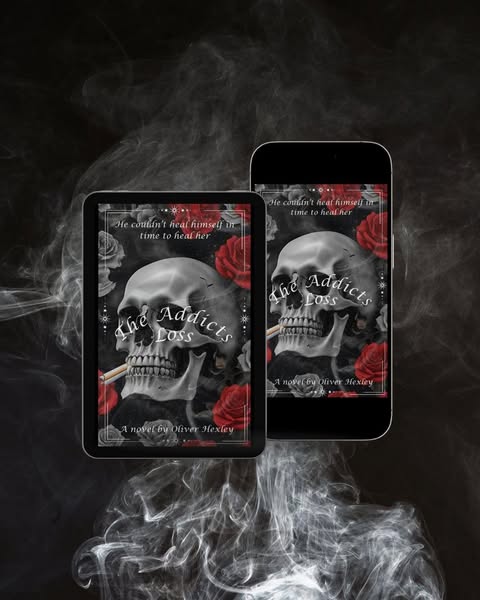 He couldn't heal himself in
time to heal her
The Addicts
Loss
A novel by Oliver Hexley
He couldn't heal himself in
time to heal her
The Addicts
Loss
A novel by Oliver Hexley